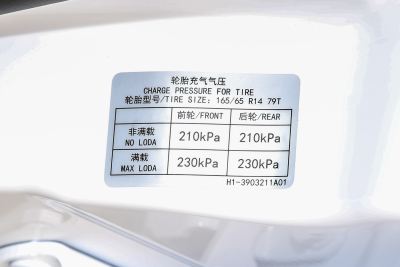 轮胎充气气压
CHARGE PRESSURE FOR TIRE
轮胎型号/TIRE SIZE: 165/65 R14 79T
前轮/FRONT 后轮/REAR
非满载 NO LODA 210kPa 210kPa
满载 MAX LODA 230kPa 230kPa
H1-3903211A01